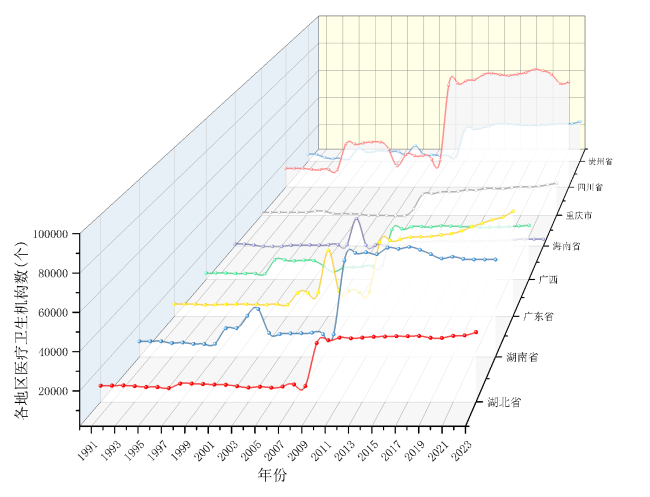 各地区医疗卫生机构数(个)
100000
80000
60000
40000
20000
1991
1993
1995
1997
1999
2001
2003
2005
2007
2009
2011
2013
2015
2017
2019
2021
2023
年份
贵州省
四川省
重庆市
海南省
广西
广东省
湖南省
湖北省